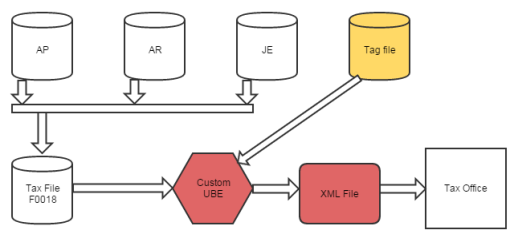 AP
AR
JE
Tag file
Tax File
F0018
Custom
UBE
XML File
Tax Office